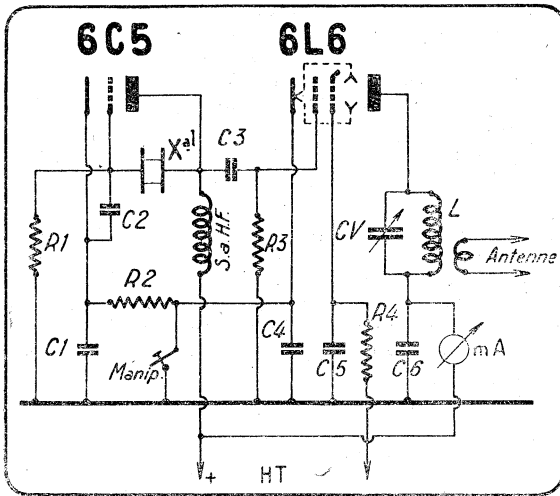 6C5 6L6
Xal C3
C2 L
R1 S.a H.F. R3 CV
Antenne
R2 R4
C1 C4 C5 C6 mA
Manip.
+ HT